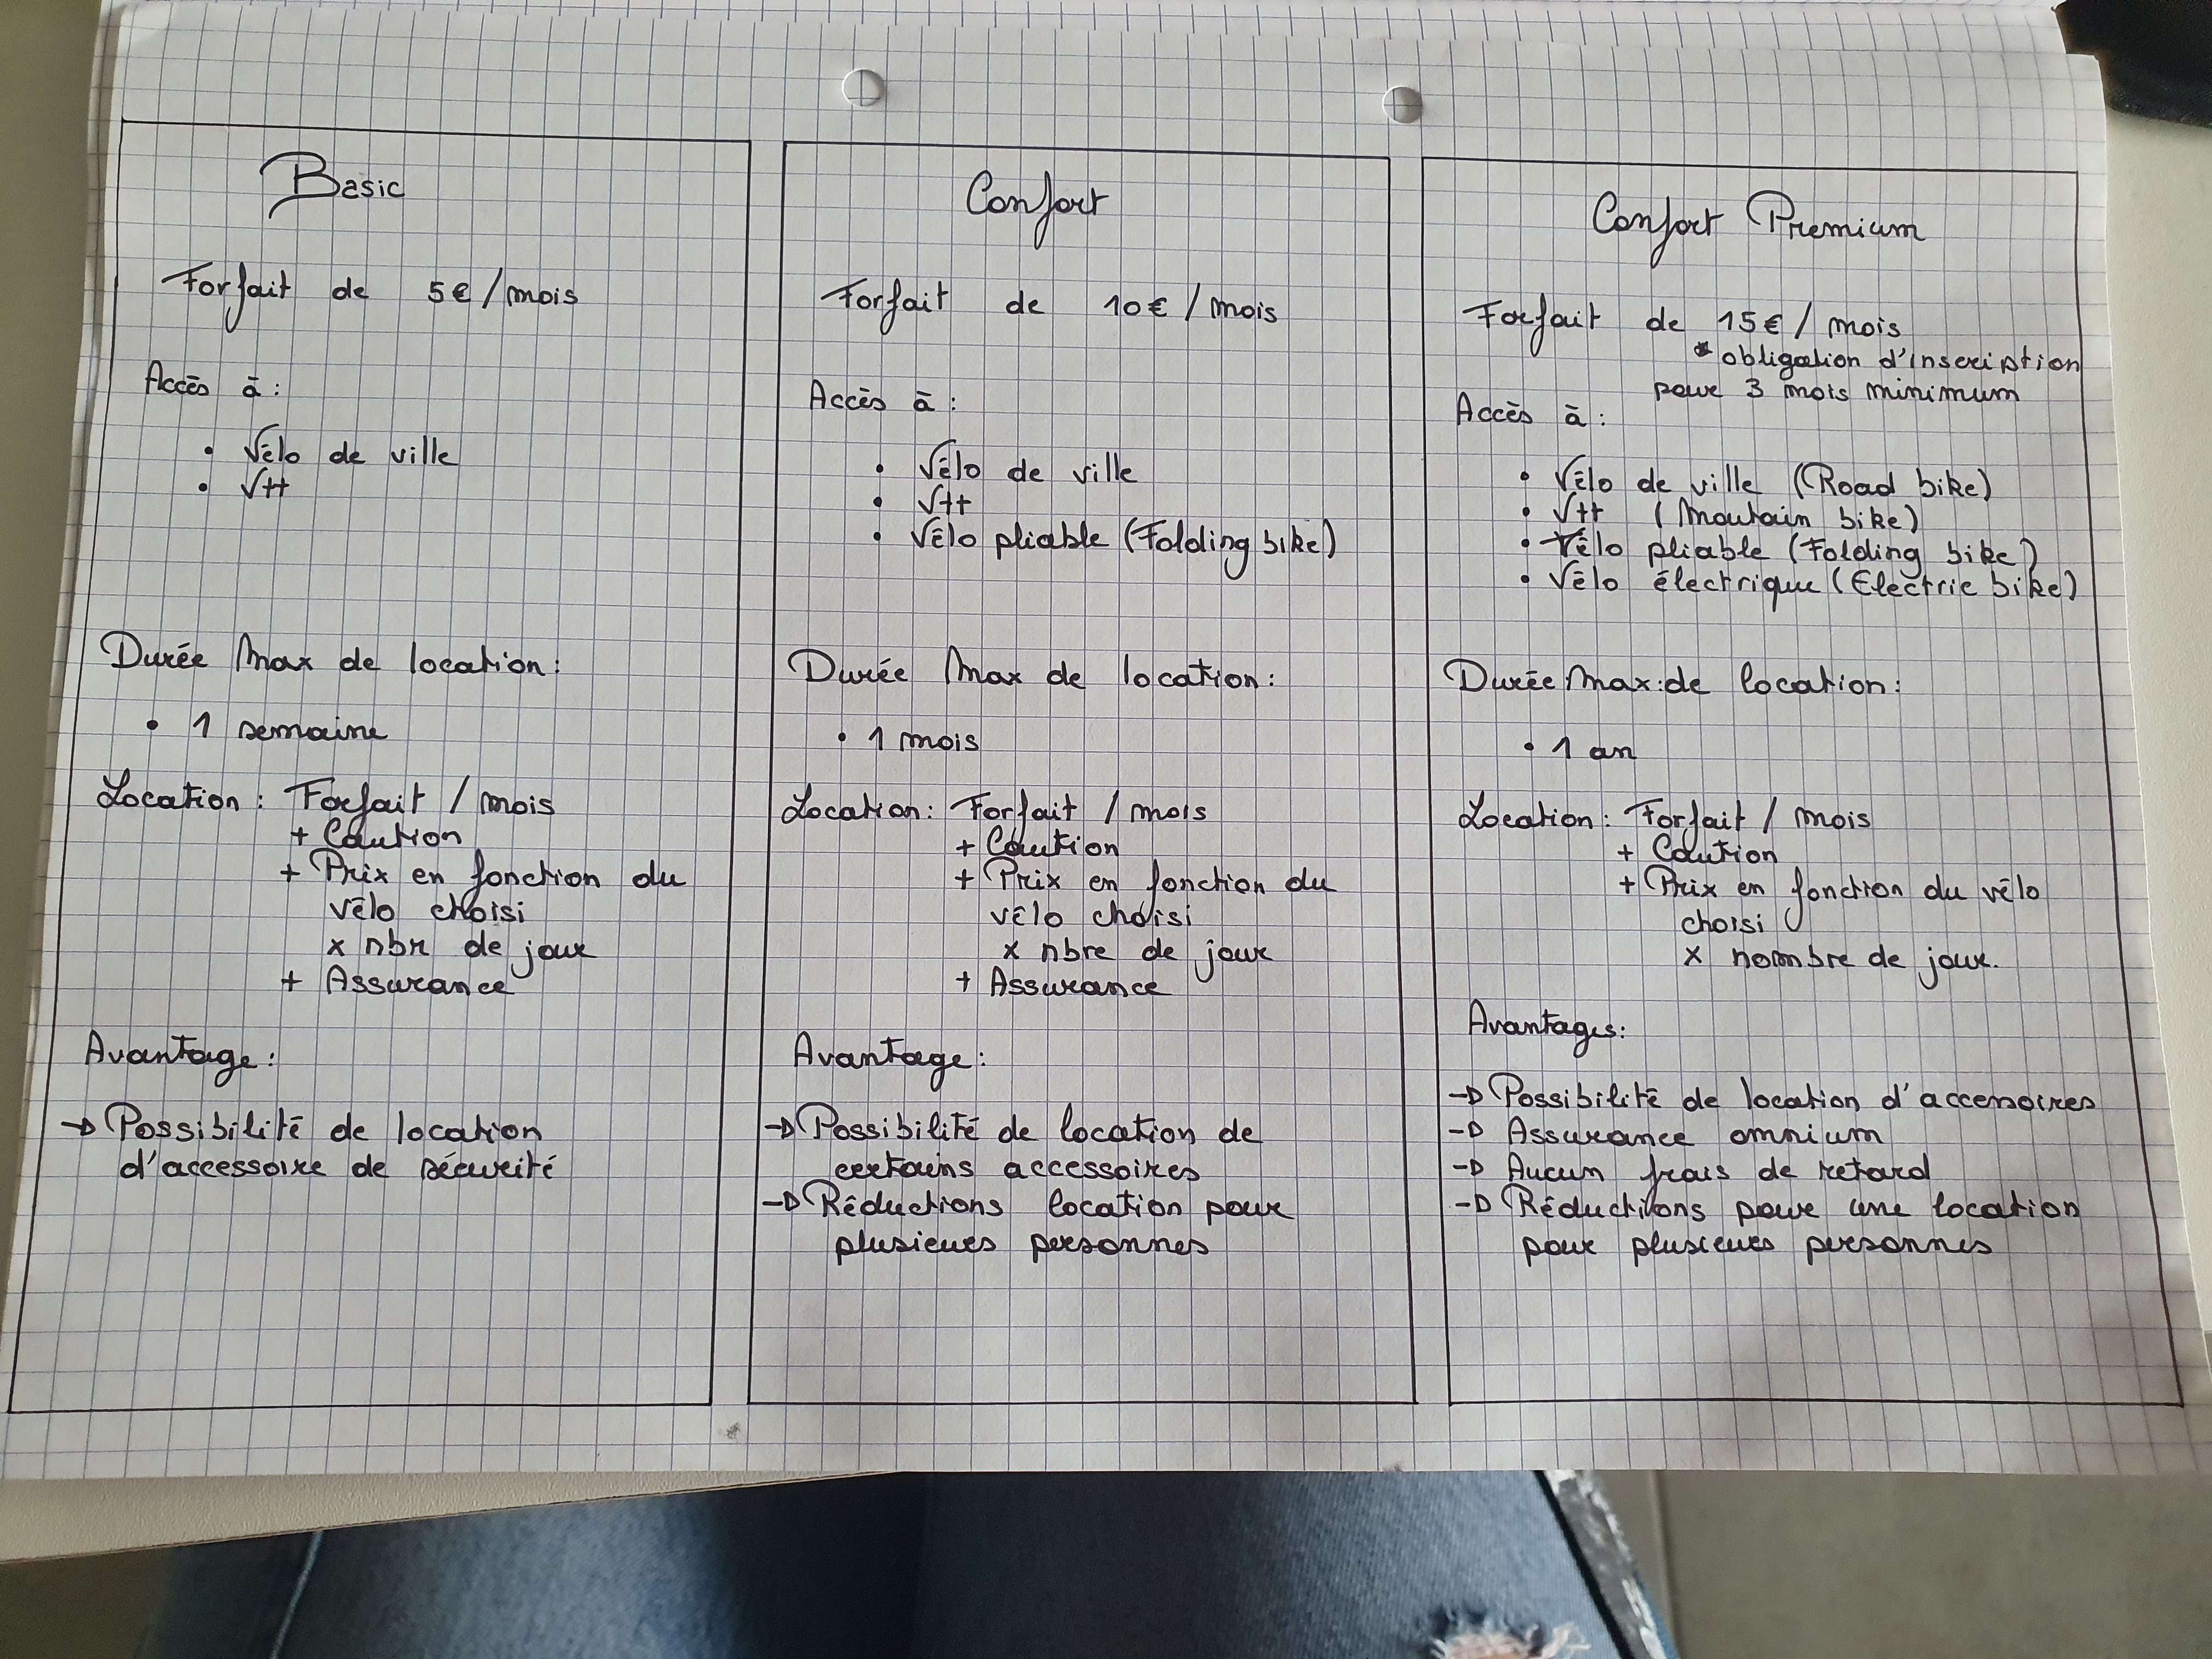 Basic
Forfait de 5€/mois
Accès à :
• Vélo de ville
• Vtt
Durée Max de location :
• 1 semaine
Location : Forfait / mois
+ Caution
+ Prix en fonction du
vélo choisi
x nbr de jour
+ Assurance
Avantage :
→ Possibilité de location
d'accessoire de sécurité
Confort
Forfait de 10€ / mois
Accès à :
• Vélo de ville
• Vtt
• Vélo pliable (Folding bike)
Durée Max de location :
• 1 mois
Location : Forfait / mois
+ Caution
+ Prix en fonction du
vélo choisi
x nbre de jour
+ Assurance
Avantage :
→ Possibilité de location de
certains accessoires
→ Réductions location pour
plusieurs personnes
Confort Premium
Forfait de 15€ / mois
* obligation d'inscription
pour 3 mois minimum
Accès à :
• Vélo de ville (Road bike)
• Vtt (Moutain bike)
• Vélo pliable (Folding bike)
• Vélo électrique (Electric bike)
Durée Max : de location :
• 1 an
Location : Forfait / mois
+ Caution
+ Prix en fonction du vélo
choisi
x nombre de jour.
Avantages :
→ Possibilité de location d'accessoires
→ Assurance omnium
→ Aucun frais de retard
→ Réductions pour une location
pour plusieurs personnes